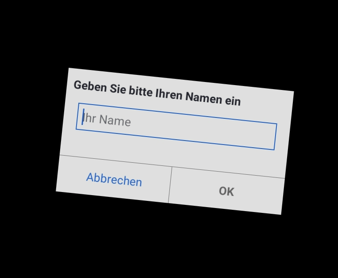 Geben Sie bitte Ihren Namen ein
Ihr Name
Abbrechen
OK